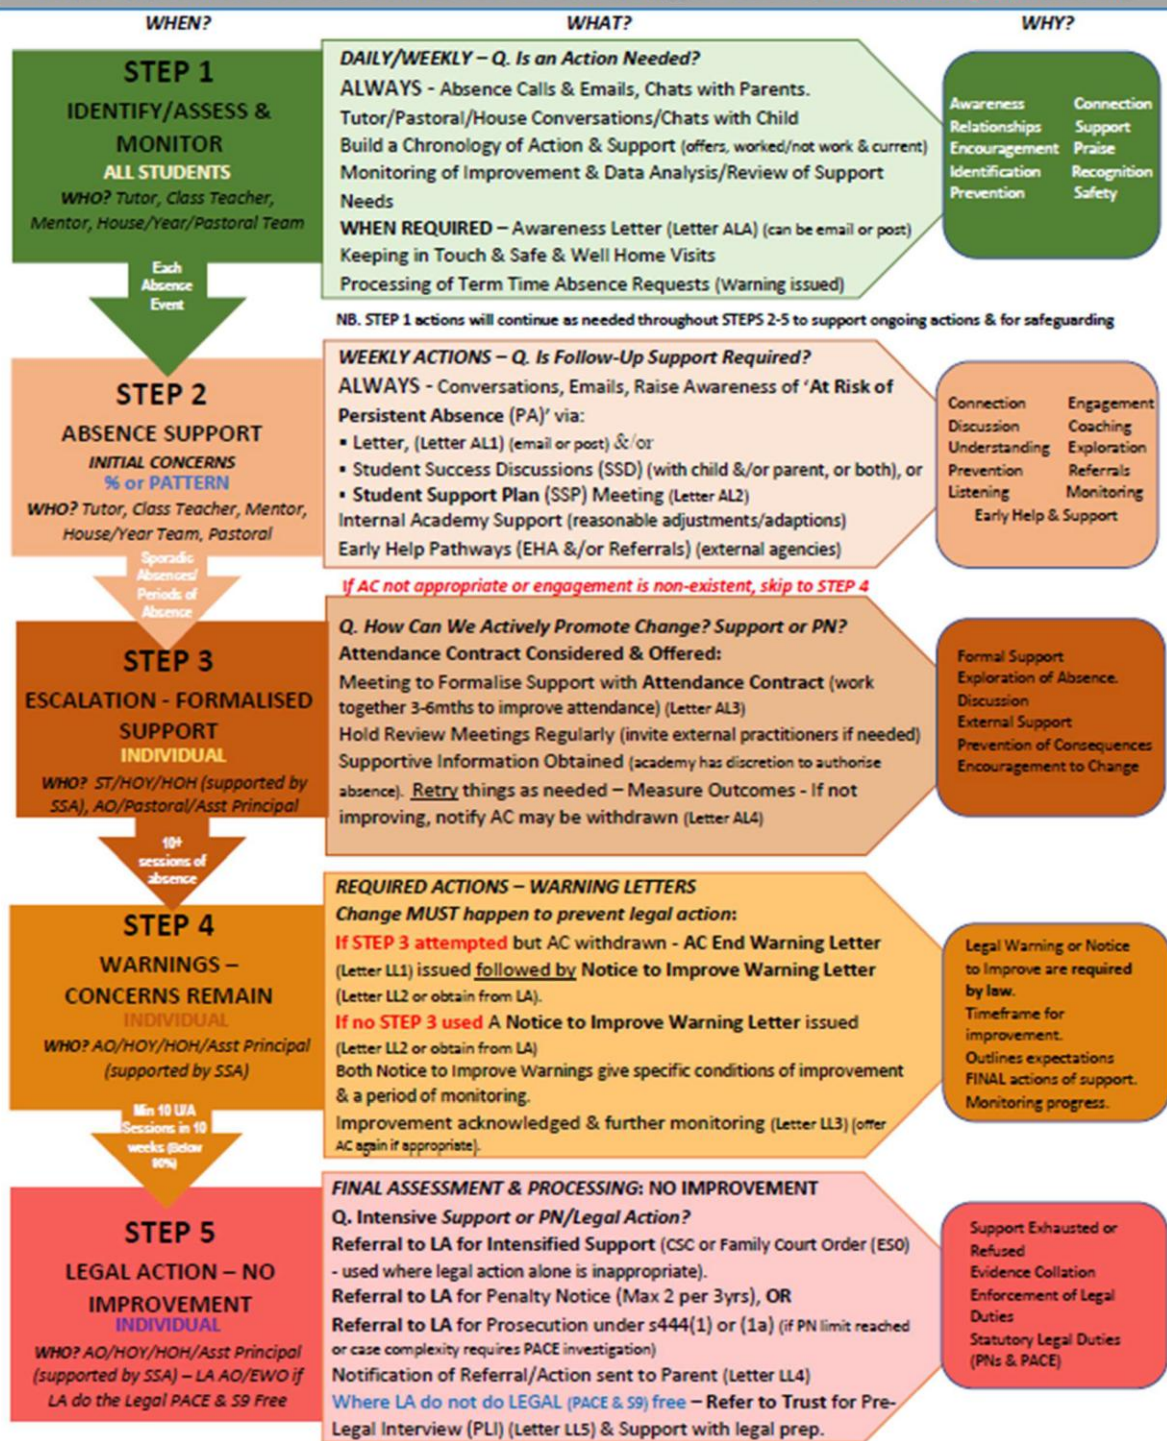 WHEN?
WHAT?
WHY?
STEP 1
IDENTIFY/ASSESS &
MONITOR
ALL STUDENTS
WHO? Tutor, Class Teacher,
Mentor, House/Year/Pastoral Team
Each
Absence
Event
DAILY/WEEKLY – Q. Is an Action Needed?
ALWAYS - Absence Calls & Emails, Chats with Parents.
Tutor/Pastoral/House Conversations/Chats with Child
Build a Chronology of Action & Support (offers, worked/not work & current)
Monitoring of Improvement & Data Analysis/Review of Support
Needs
WHEN REQUIRED – Awareness Letter (Letter ALA) (can be email or post)
Keeping in Touch & Safe & Well Home Visits
Processing of Term Time Absence Requests (Warning issued)
Awareness Connection
Relationships Support
Encouragement Praise
Identification Recognition
Prevention Safety
NB. STEP 1 actions will continue as needed throughout STEPS 2-5 to support ongoing actions & for safeguarding
STEP 2
ABSENCE SUPPORT
INITIAL CONCERNS
% or PATTERN
WHO? Tutor, Class Teacher, Mentor,
House/Year Team, Pastoral
Sporadic
Absences/
Periods of
Absence
WEEKLY ACTIONS – Q. Is Follow-Up Support Required?
ALWAYS - Conversations, Emails, Raise Awareness of 'At Risk of
Persistent Absence (PA)' via:
▪ Letter, (Letter AL1) (email or post) &/or
▪ Student Success Discussions (SSD) (with child &/or parent, or both), or
▪ Student Support Plan (SSP) Meeting (Letter AL2)
Internal Academy Support (reasonable adjustments/adaptions)
Early Help Pathways (EHA &/or Referrals) (external agencies)
Connection Engagement
Discussion Coaching
Understanding Exploration
Prevention Referrals
Listening Monitoring
Early Help & Support
If AC not appropriate or engagement is non-existent, skip to STEP 4
STEP 3
ESCALATION - FORMALISED
SUPPORT
INDIVIDUAL
WHO? ST/HOY/HOH (supported by
SSA), AO/Pastoral/Asst Principal
10+
sessions of
absence
Q. How Can We Actively Promote Change? Support or PN?
Attendance Contract Considered & Offered:
Meeting to Formalise Support with Attendance Contract (work
together 3-6mths to improve attendance) (Letter AL3)
Hold Review Meetings Regularly (invite external practitioners if needed)
Supportive Information Obtained (academy has discretion to authorise
absence). Retry things as needed – Measure Outcomes - If not
improving, notify AC may be withdrawn (Letter AL4)
Formal Support
Exploration of Absence.
Discussion
External Support
Prevention of Consequences
Encouragement to Change
STEP 4
WARNINGS –
CONCERNS REMAIN
INDIVIDUAL
WHO? AO/HOY/HOH/Asst Principal
(supported by SSA)
Min 10 U/A
Sessions in 10
weeks (Below
90%)
REQUIRED ACTIONS – WARNING LETTERS
Change MUST happen to prevent legal action:
If STEP 3 attempted but AC withdrawn - AC End Warning Letter
(Letter LL1) issued followed by Notice to Improve Warning Letter
(Letter LL2 or obtain from LA).
If no STEP 3 used A Notice to Improve Warning Letter issued
(Letter LL2 or obtain from LA)
Both Notice to Improve Warnings give specific conditions of improvement
& a period of monitoring.
Improvement acknowledged & further monitoring (Letter LL3) (offer
AC again if appropriate).
Legal Warning or Notice
to Improve are required
by law.
Timeframe for
improvement.
Outlines expectations
FINAL actions of support.
Monitoring progress.
STEP 5
LEGAL ACTION – NO
IMPROVEMENT
INDIVIDUAL
WHO? AO/HOY/HOH/Asst Principal
(supported by SSA) – LA AO/EWO if
LA do the Legal PACE & S9 Free
FINAL ASSESSMENT & PROCESSING: NO IMPROVEMENT
Q. Intensive Support or PN/Legal Action?
Referral to LA for Intensified Support (CSC or Family Court Order (ESO)
- used where legal action alone is inappropriate).
Referral to LA for Penalty Notice (Max 2 per 3yrs), OR
Referral to LA for Prosecution under s444(1) or (1a) (if PN limit reached
or case complexity requires PACE investigation)
Notification of Referral/Action sent to Parent (Letter LL4)
Where LA do not do LEGAL (PACE & S9) free – Refer to Trust for Pre-
Legal Interview (PLI) (Letter LL5) & Support with legal prep.
Support Exhausted or
Refused
Evidence Collation
Enforcement of Legal
Duties
Statutory Legal Duties
(PNs & PACE)